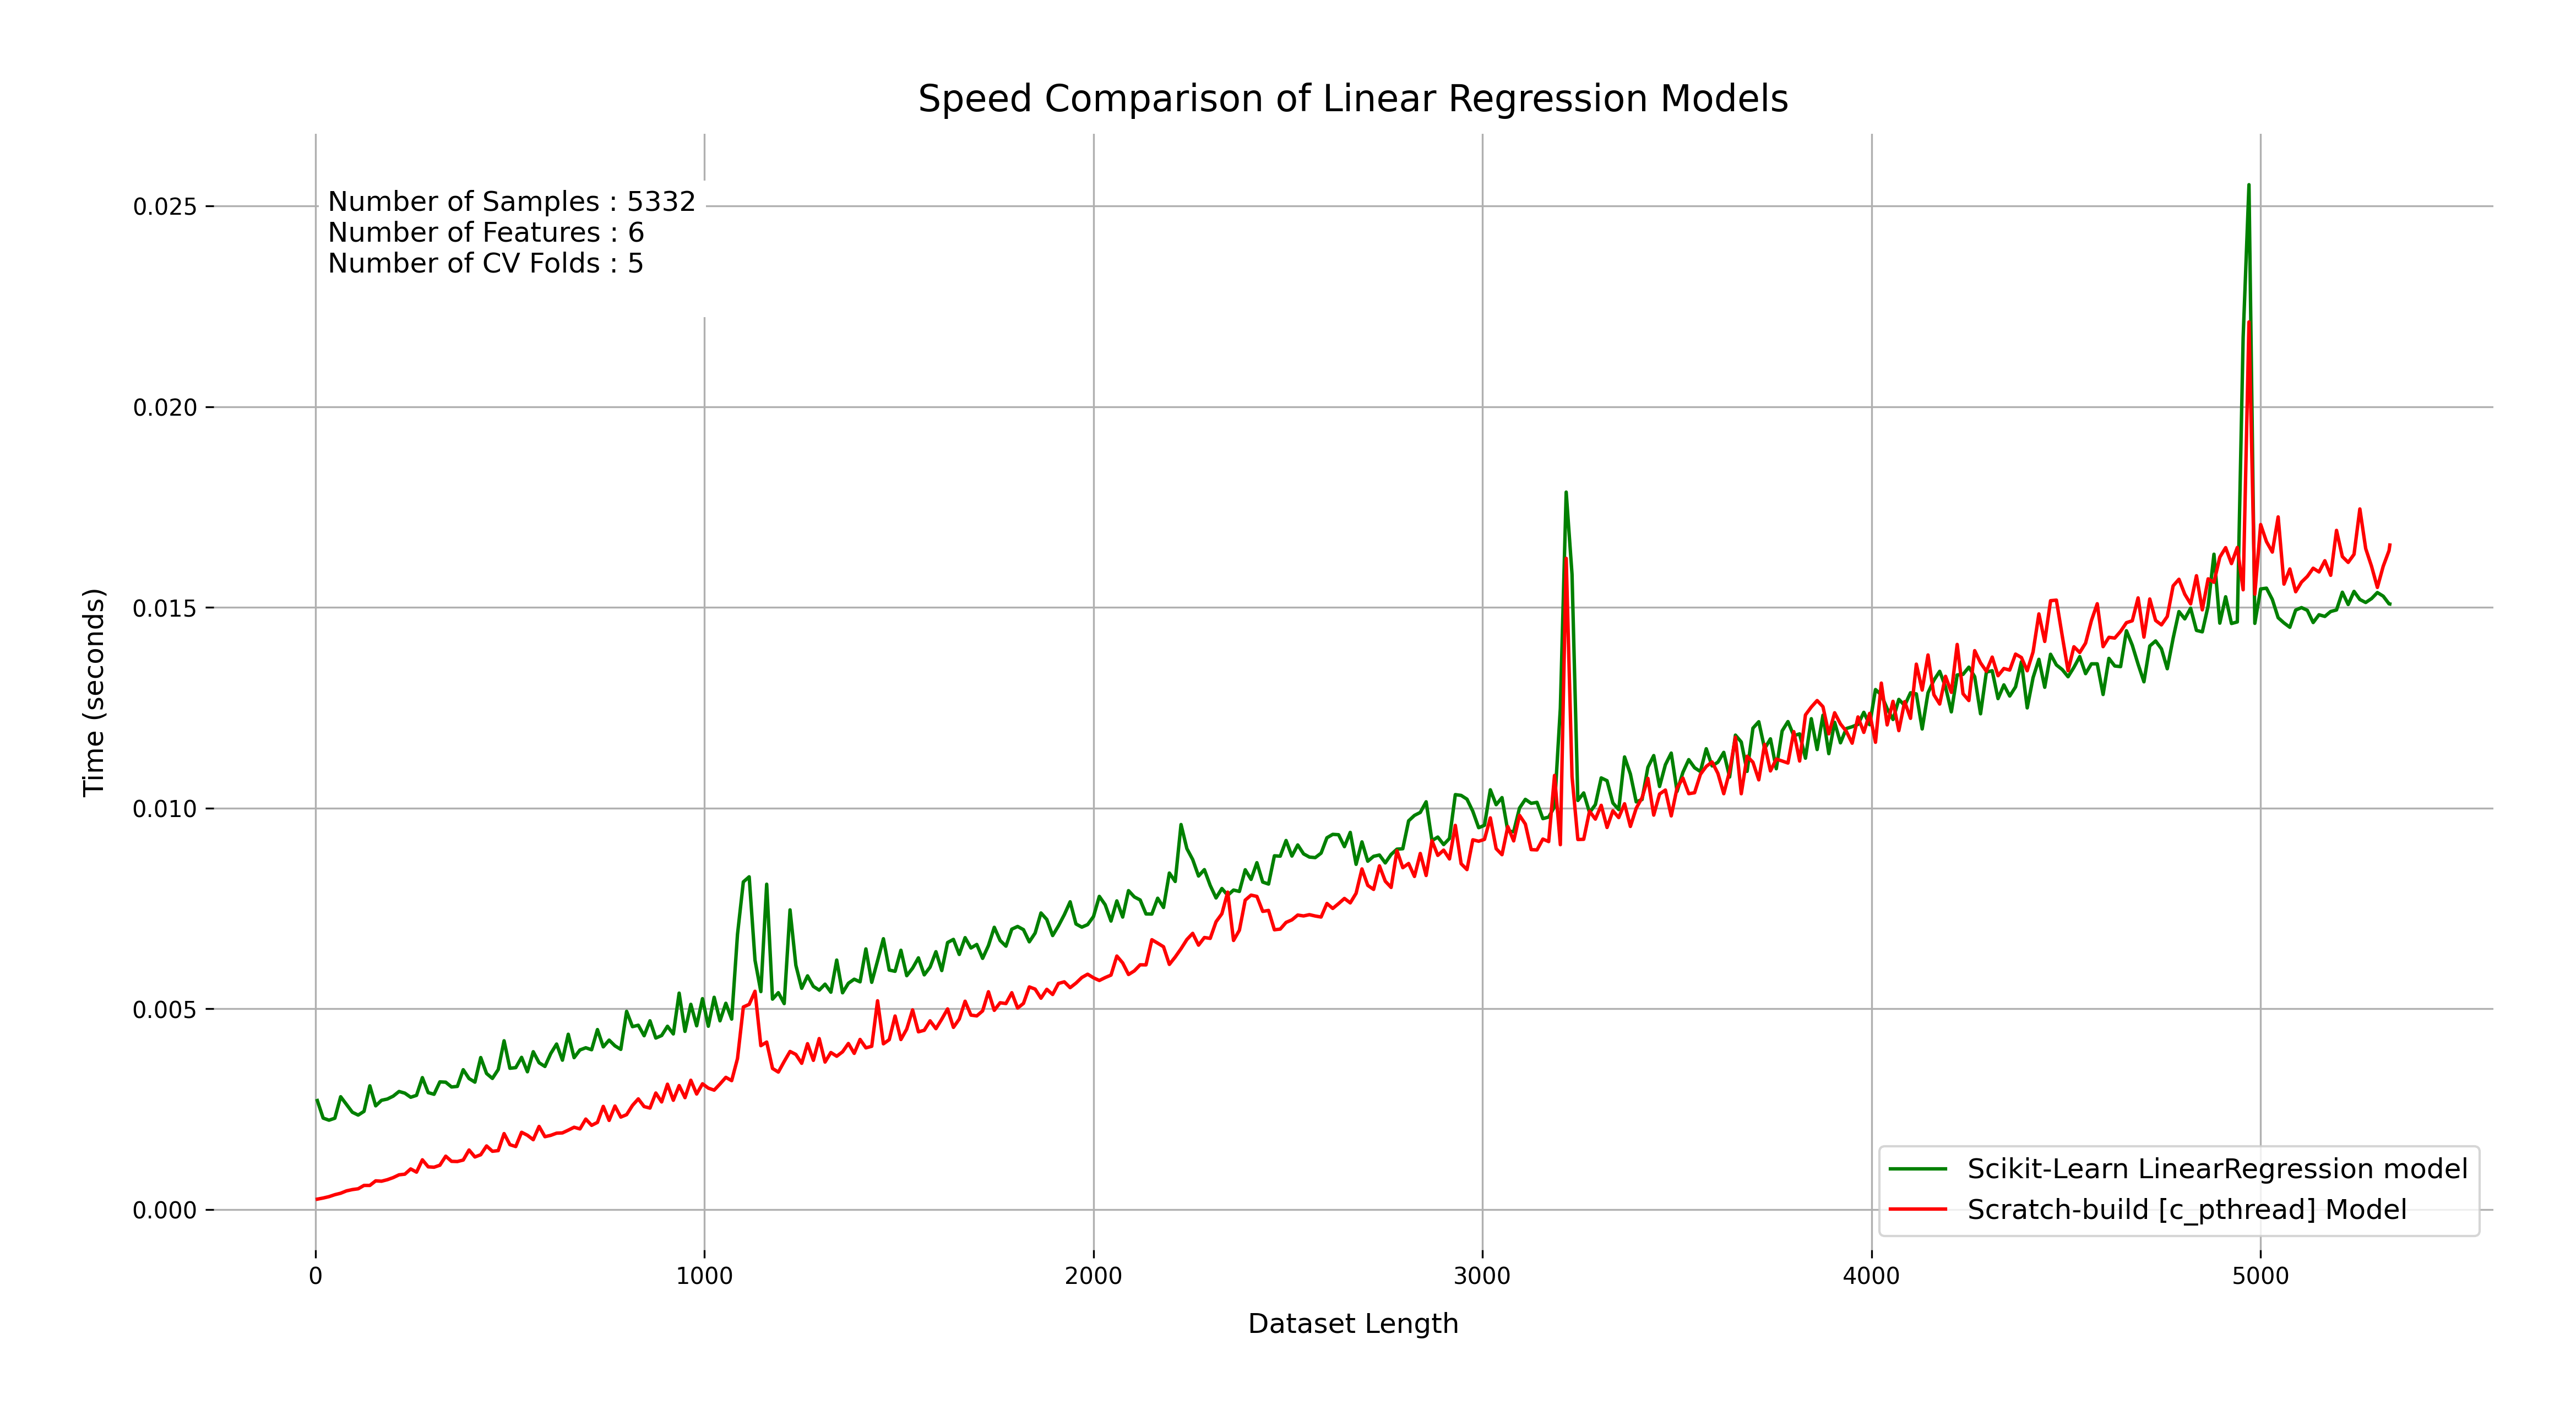 Speed Comparison of Linear Regression Models
Number of Samples : 5332
Number of Features : 6
Number of CV Folds : 5
0.025
0.020
0.015
0.010
0.005
0.000
Time (seconds)
0
1000
2000
3000
4000
5000
Dataset Length
Scikit-Learn LinearRegression model
Scratch-build [c_pthread] Model